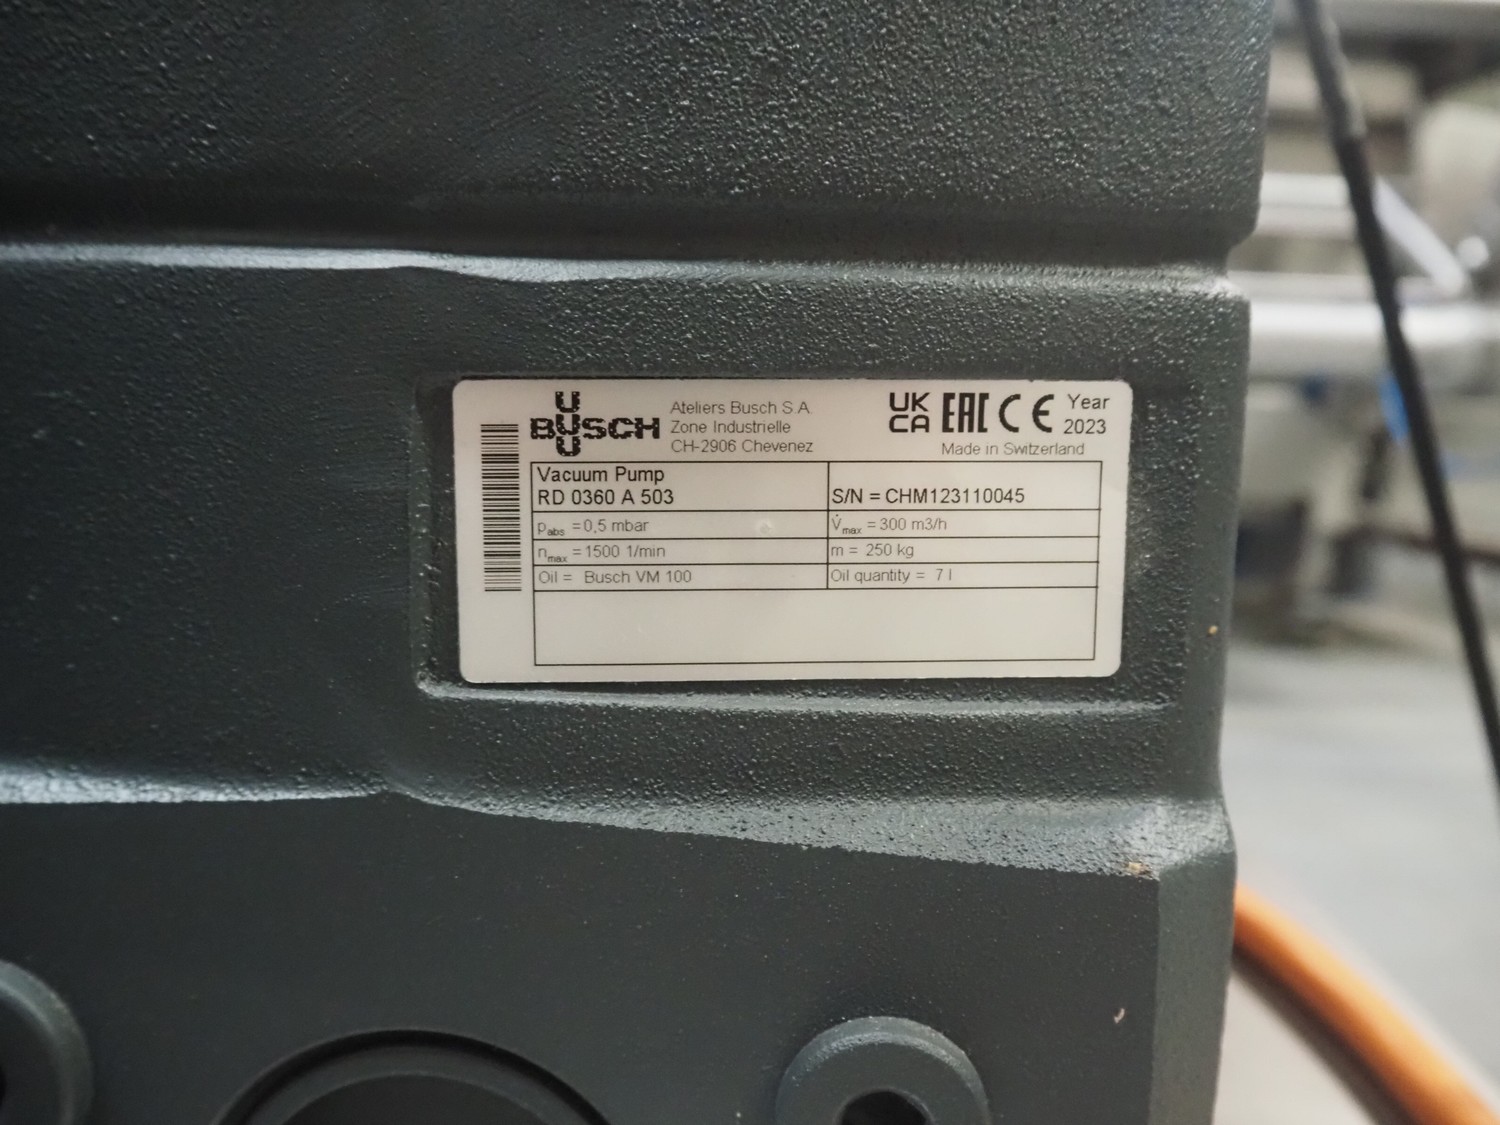 BUSCH
Ateliers Busch S.A.
Zone Industrielle
CH-2906 Chevenez
UK
CA EAC CE Year
2023
Made in Switzerland
Vacuum Pump
RD 0360 A 503
S/N = CHM123110045
pabs = 0,5 mbar
V̇max = 300 m3/h
nmax = 1500 1/min
m = 250 kg
Oil = Busch VM 100
Oil quantity = 7 l